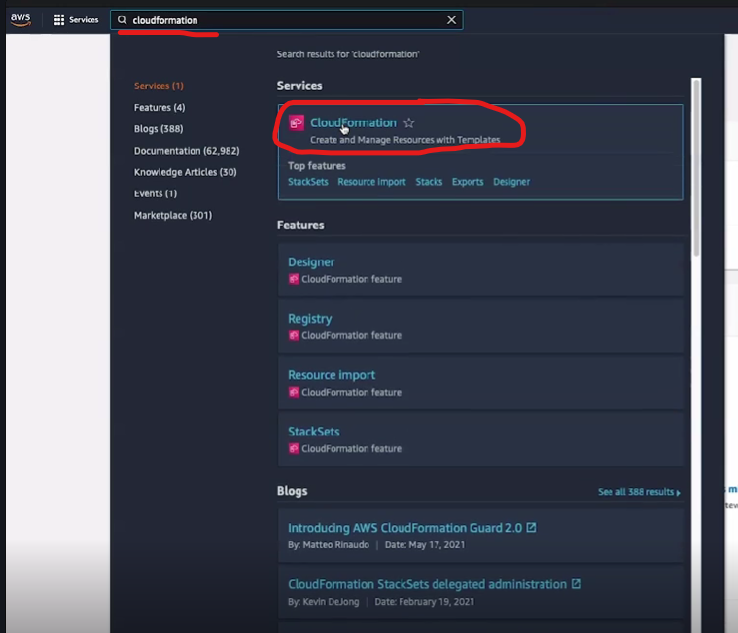 aws
Services
cloudformation
Search results for 'cloudformation'
Services (1)
Features (4)
Blogs (388)
Documentation (62,982)
Knowledge Articles (30)
Events (1)
Marketplace (301)
Services
CloudFormation
Create and Manage Resources with Templates
Top features
StackSets Resource import Stacks Exports Designer
Features
Designer
CloudFormation feature
Registry
CloudFormation feature
Resource import
CloudFormation feature
StackSets
CloudFormation feature
Blogs
See all 388 results
Introducing AWS CloudFormation Guard 2.0
By: Matteo Rinaudo | Date: May 17, 2021
CloudFormation StackSets delegated administration
By: Kevin DeJong | Date: February 19, 2021